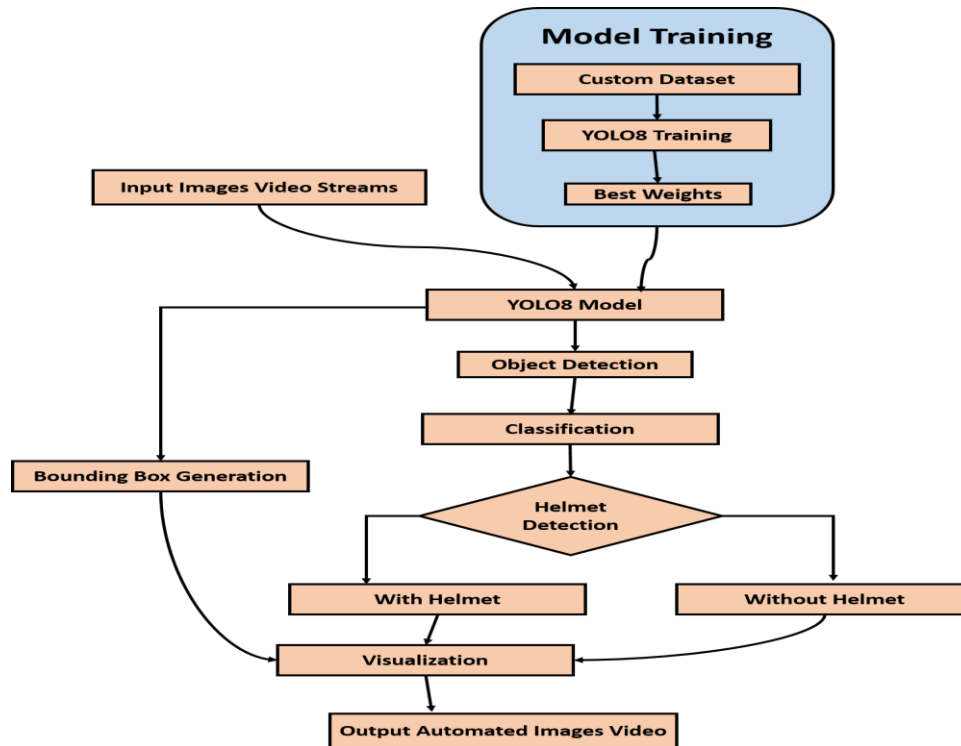 Model Training
Custom Dataset
YOLO8 Training
Best Weights
Input Images Video Streams
YOLO8 Model
Object Detection
Classification
Bounding Box Generation
Helmet
Detection
With Helmet
Without Helmet
Visualization
Output Automated Images Video